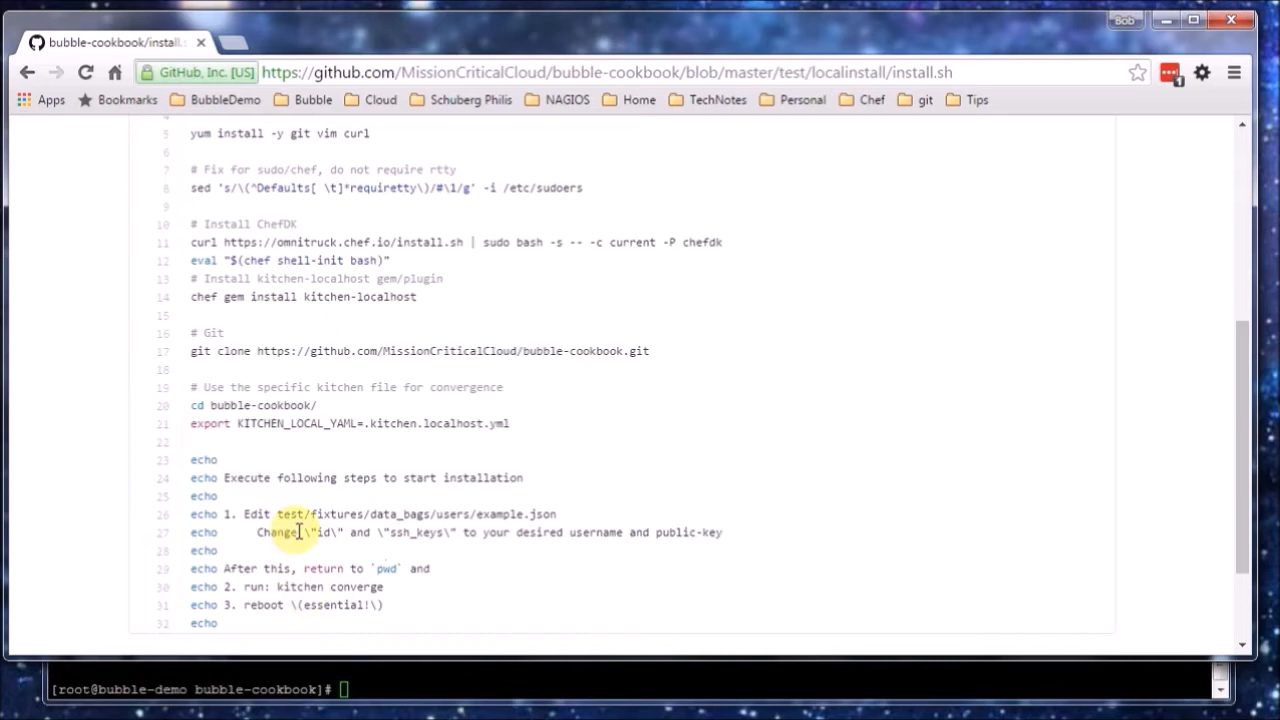 Bob
bubble-cookbook/install.s
GitHub, Inc. [US] https://github.com/MissionCriticalCloud/bubble-cookbook/blob/master/test/localinstall/install.sh
1
Apps Bookmarks BubbleDemo Bubble Cloud Schuberg Philis NAGIOS Home TechNotes Personal Chef git Tips
4
5 yum install -y git vim curl
6
7 # Fix for sudo/chef, do not require rtty
8 sed 's/\(^Defaults[ \t]*requiretty\)/#\1/g' -i /etc/sudoers
9
10 # Install ChefDK
11 curl https://omnitruck.chef.io/install.sh | sudo bash -s -- -c current -P chefdk
12 eval "$(chef shell-init bash)"
13 # Install kitchen-localhost gem/plugin
14 chef gem install kitchen-localhost
15
16 # Git
17 git clone https://github.com/MissionCriticalCloud/bubble-cookbook.git
18
19 # Use the specific kitchen file for convergence
20 cd bubble-cookbook/
21 export KITCHEN_LOCAL_YAML=.kitchen.localhost.yml
22
23 echo
24 echo Execute following steps to start installation
25 echo
26 echo 1. Edit test/fixtures/data_bags/users/example.json
27 echo Change \"id\" and \"ssh_keys\" to your desired username and public-key
28 echo
29 echo After this, return to `pwd` and
30 echo 2. run: kitchen converge
31 echo 3. reboot \(essential!\)
32 echo
[root@bubble-demo bubble-cookbook]#